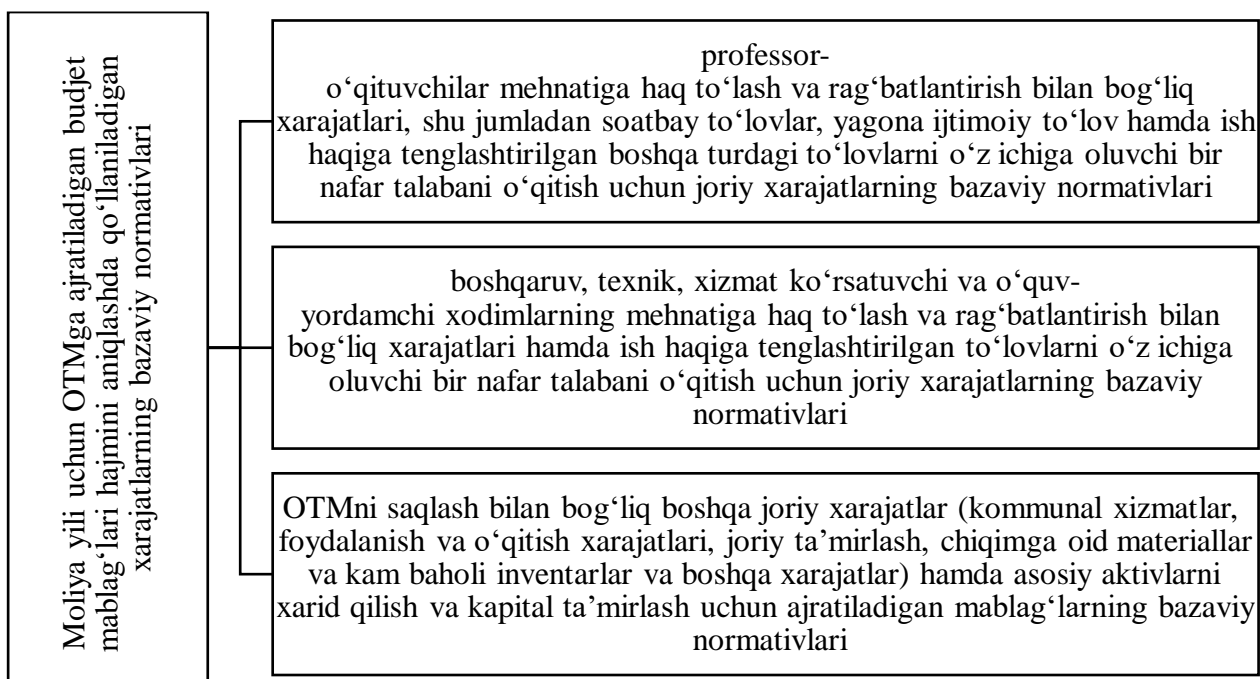 Moliya yili uchun OTMga ajratiladigan budjet
mablag‘lari hajmini aniqlashda qo‘llaniladigan
xarajatlarning bazaviy normativlari
professor-
o‘qituvchilar mehnatiga haq to‘lash va rag‘batlantirish bilan bog‘liq
xarajatlari, shu jumladan soatbay to‘lovlar, yagona ijtimoiy to‘lov hamda ish
haqiga tenglashtirilgan boshqa turdagi to‘lovlarni o‘z ichiga oluvchi bir
nafar talabani o‘qitish uchun joriy xarajatlarning bazaviy normativlari
boshqaruv, texnik, xizmat ko‘rsatuvchi va o‘quv-
yordamchi xodimlarning mehnatiga haq to‘lash va rag‘batlantirish bilan
bog‘liq xarajatlari hamda ish haqiga tenglashtirilgan to‘lovlarni o‘z ichiga
oluvchi bir nafar talabani o‘qitish uchun joriy xarajatlarning bazaviy
normativlari
OTMni saqlash bilan bog‘liq boshqa joriy xarajatlar (kommunal xizmatlar,
foydalanish va o‘qitish xarajatlari, joriy ta’mirlash, chiqimga oid materiallar
va kam baholi inventarlar va boshqa xarajatlar) hamda asosiy aktivlarni
xarid qilish va kapital ta’mirlash uchun ajratiladigan mablag‘larning bazaviy
normativlari